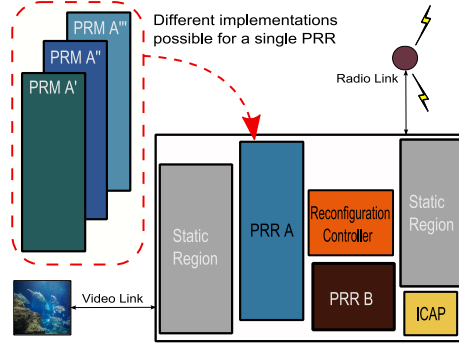 PRM A'''
PRM A''
PRM A'
Different implementations
possible for a single PRR
Radio Link
Static
Region
PRR A
Reconfiguration
Controller
PRR B
Static
Region
ICAP
Video Link